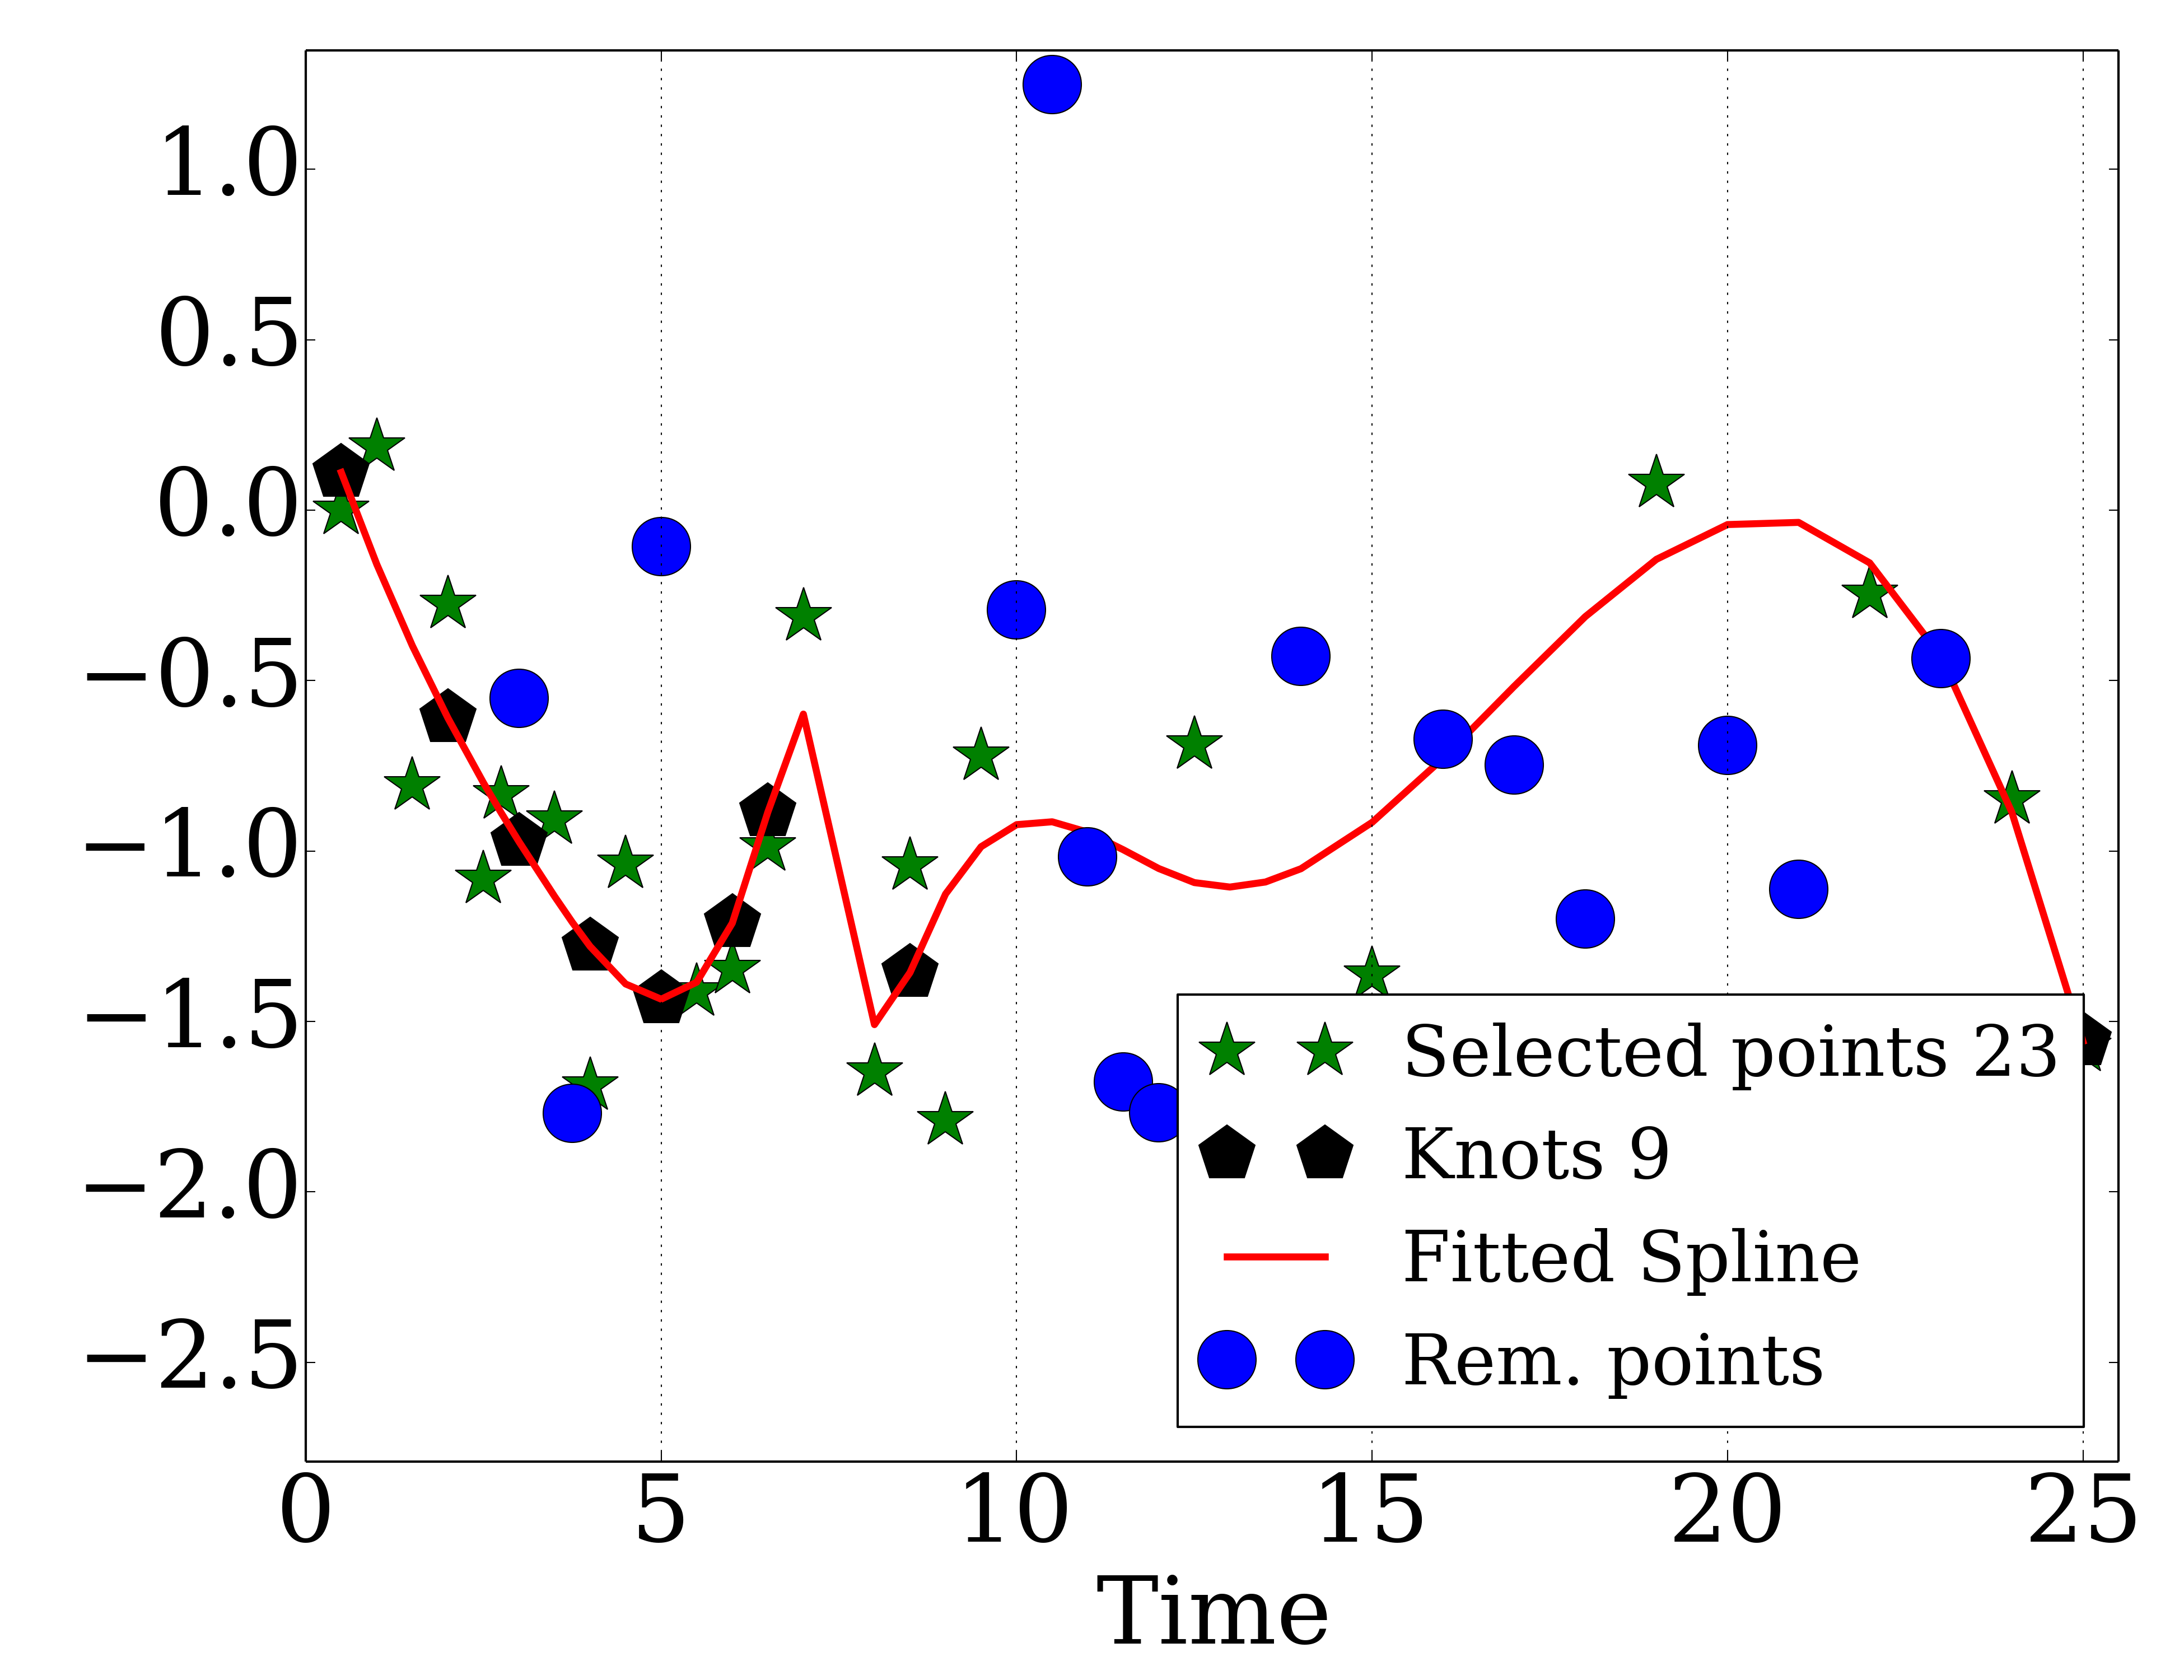 1.0
0.5
0.0
−0.5
−1.0
−1.5
−2.0
−2.5
Selected points 23
Knots 9
Fitted Spline
Rem. points
0 5 10 15 20 25
Time